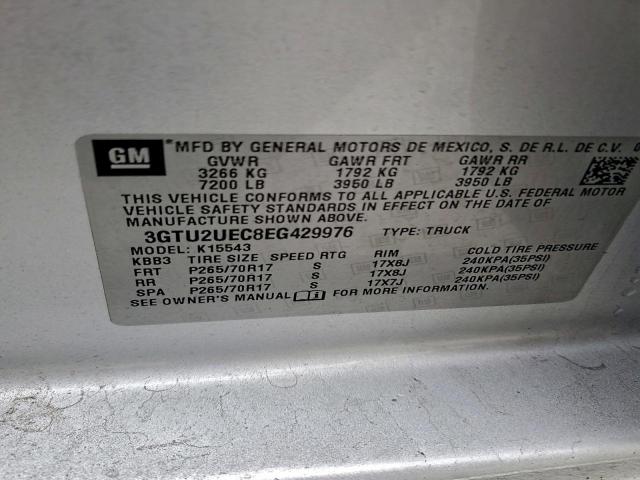 GM *MFD BY GENERAL MOTORS DE MEXICO, S. DE R.L. DE C.V. 0
GVWR GAWR FRT GAWR RR
3266 KG 1792 KG 1792 KG
7200 LB 3950 LB 3950 LB
THIS VEHICLE CONFORMS TO ALL APPLICABLE U.S. FEDERAL MOTOR
VEHICLE SAFETY STANDARDS IN EFFECT ON THE DATE OF
MANUFACTURE SHOWN ABOVE.
3GTU2UEC8EG429976 TYPE: TRUCK
MODEL: K15543
KBB3 TIRE SIZE SPEED RTG RIM COLD TIRE PRESSURE
FRT P265/70R17 S 17X8J 240KPA(35PSI)
RR P265/70R17 S 17X8J 240KPA(35PSI)
SPA P265/70R17 S 17X7J 240KPA(35PSI)
SEE OWNER'S MANUAL FOR MORE INFORMATION.